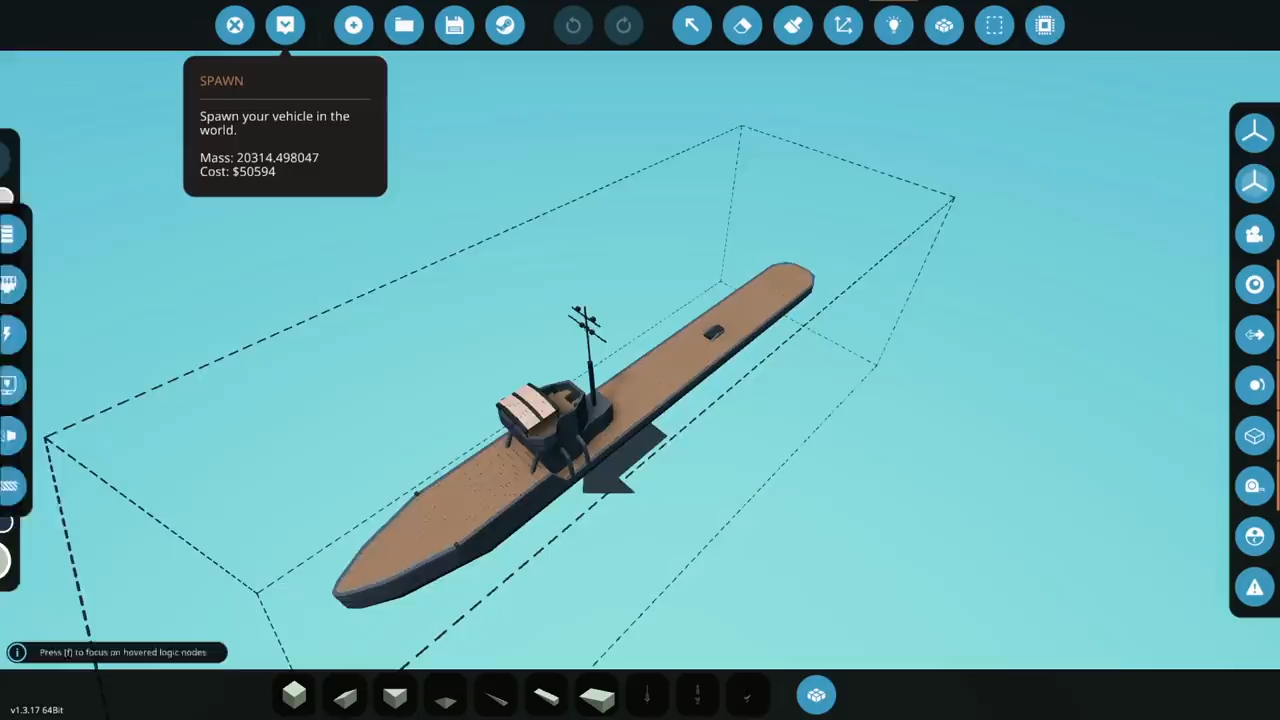 SPAWN
Spawn your vehicle in the
world.
Mass: 20314.498047
Cost: $50594
Press [f] to focus on hovered logic nodes
v1.3.17 64Bit